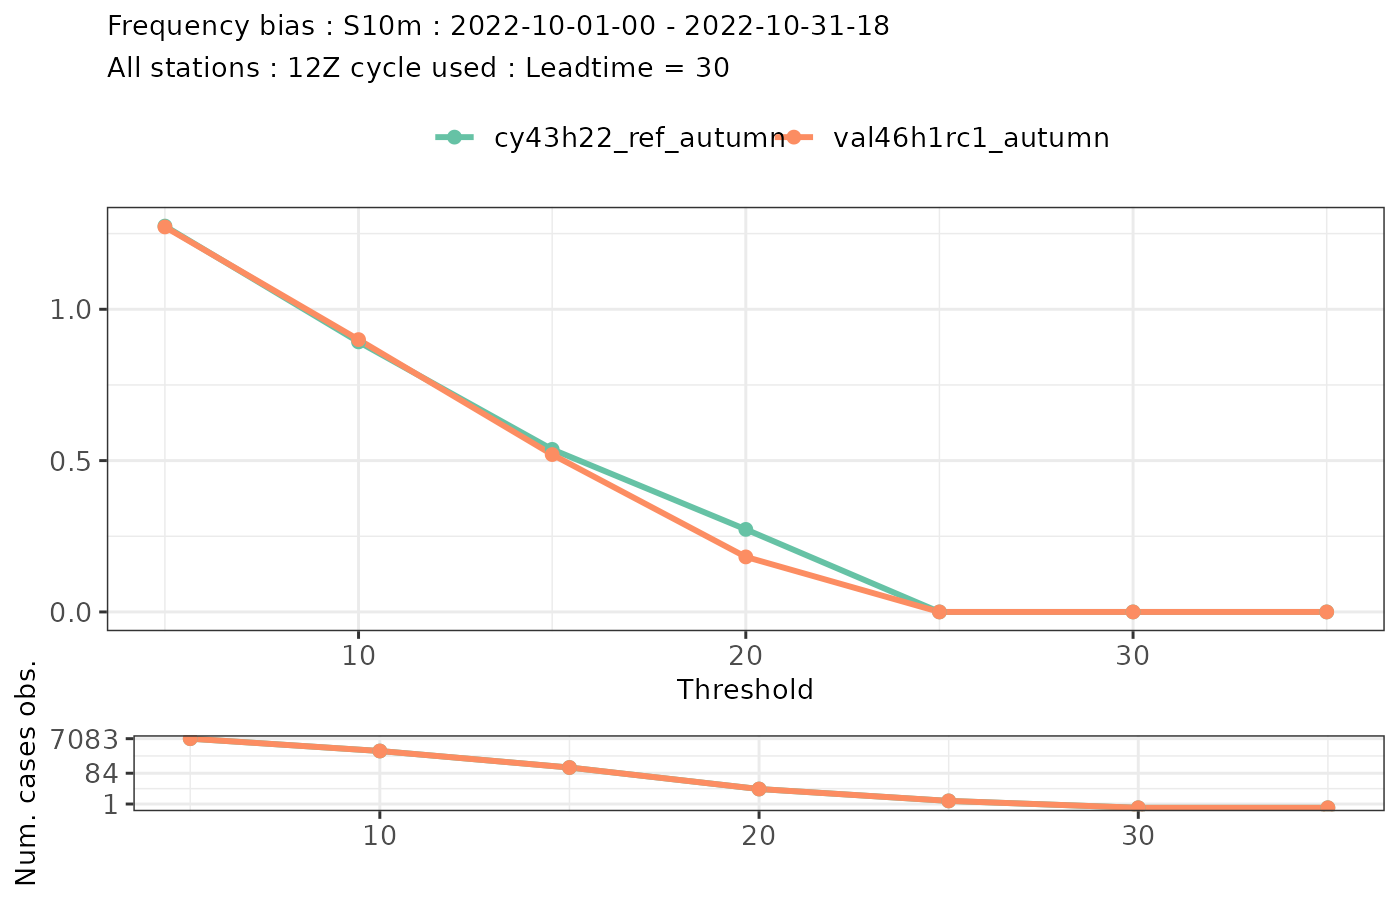 Frequency bias : S10m : 2022-10-01-00 - 2022-10-31-18
All stations : 12Z cycle used : Leadtime = 30
cy43h22_ref_autumn val46h1rc1_autumn
1.0
0.5
0.0
10 20 30
Threshold
Num. cases obs.
7083
84
1
10 20 30